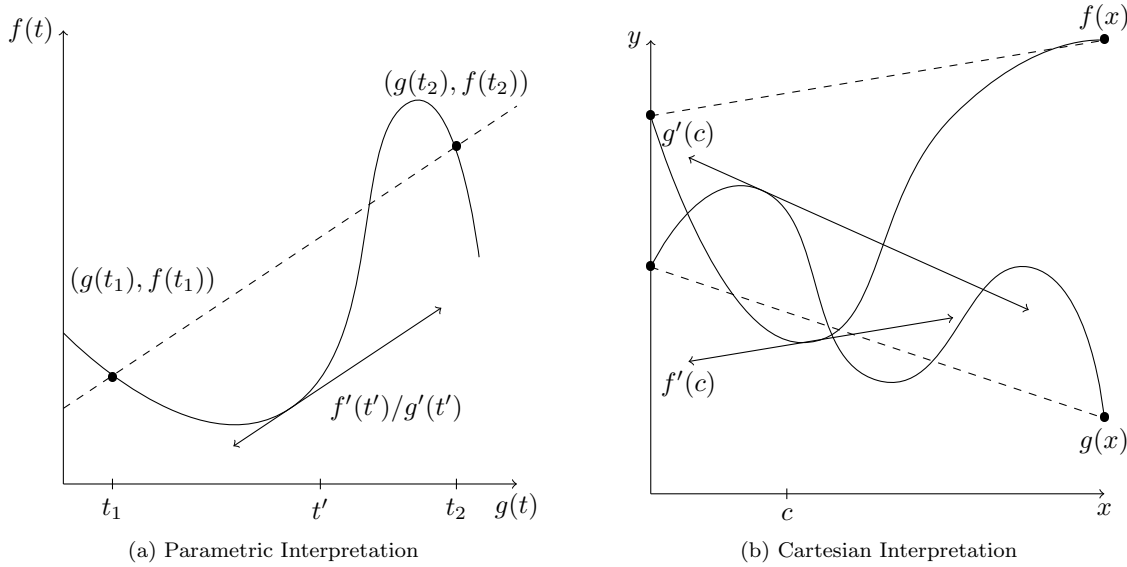 f(t)
(g(t₂), f(t₂))
(g(t₁), f(t₁))
f′(t′)/g′(t′)
t₁ t′ t₂ g(t)
(a) Parametric Interpretation
f(x)
y
g′(c)
f′(c)
g(x)
c x
(b) Cartesian Interpretation